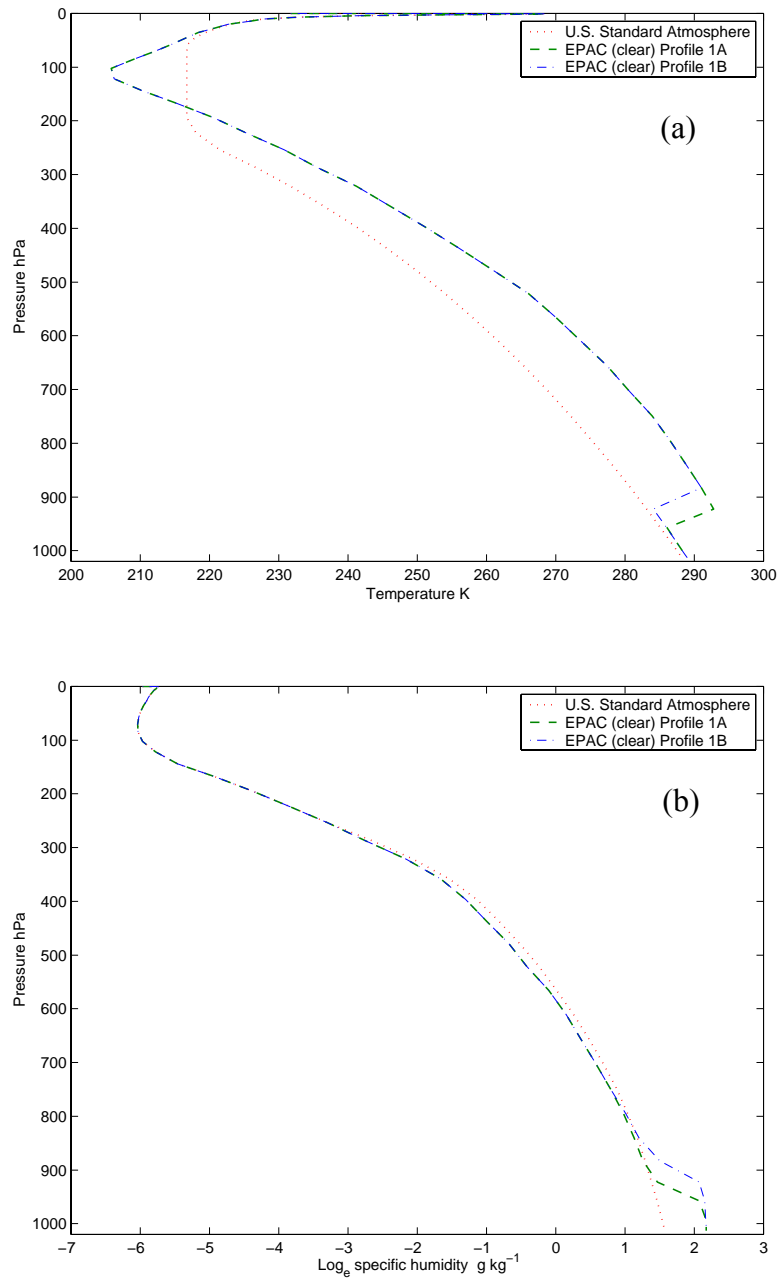 0
100
200
300
400
500
600
700
800
900
1000
Pressure hPa
U.S. Standard Atmosphere
EPAC (clear) Profile 1A
EPAC (clear) Profile 1B
(a)
200 210 220 230 240 250 260 270 280 290 300
Temperature K
0
100
200
300
400
500
600
700
800
900
1000
Pressure hPa
U.S. Standard Atmosphere
EPAC (clear) Profile 1A
EPAC (clear) Profile 1B
(b)
−7 −6 −5 −4 −3 −2 −1 0 1 2 3
Log_e specific humidity g kg⁻¹